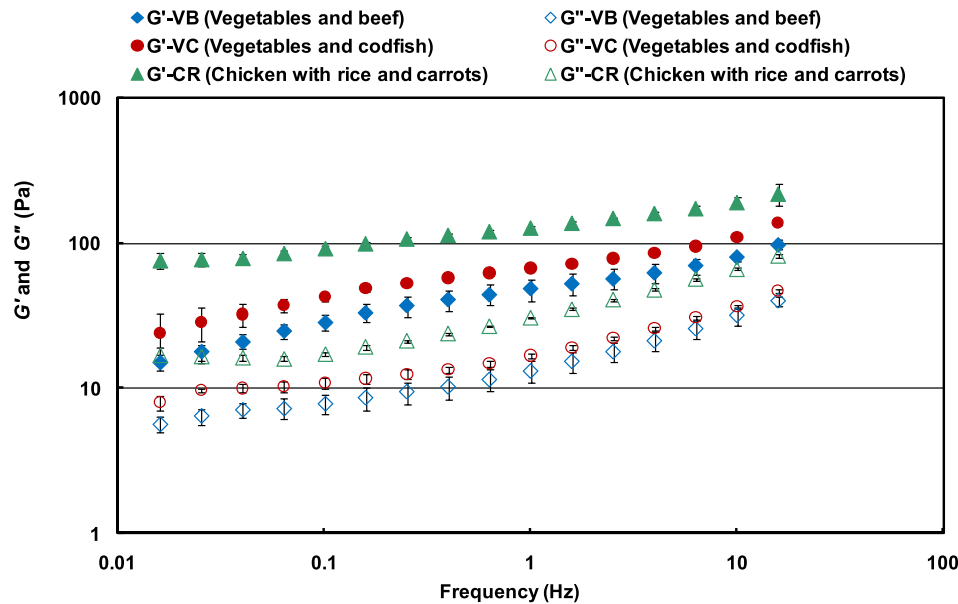 G'-VB (Vegetables and beef) G"-VB (Vegetables and beef)
G'-VC (Vegetables and codfish) G"-VC (Vegetables and codfish)
G'-CR (Chicken with rice and carrots) G"-CR (Chicken with rice and carrots)
1000
100
10
1
G' and G" (Pa)
0.01 0.1 1 10 100
Frequency (Hz)